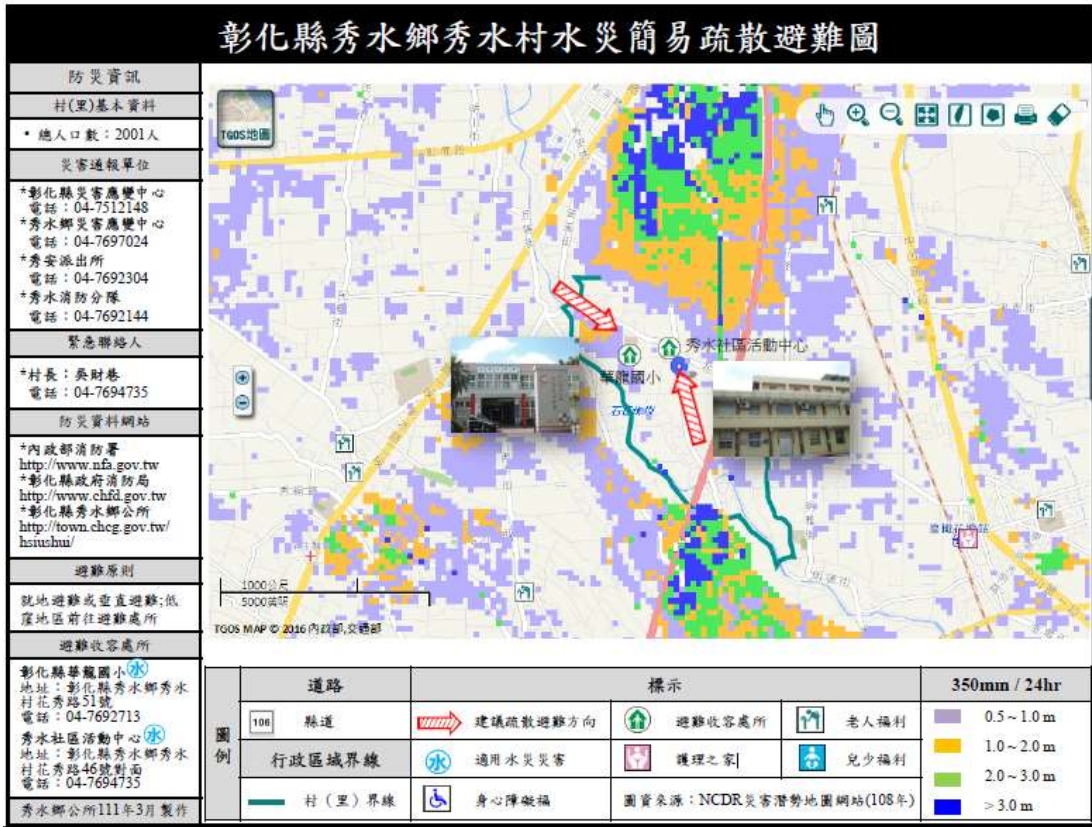 彰化縣秀水鄉秀水村水災簡易疏散避難圖
防災資訊
村(里)基本資料
• 總人口數：2001人
災害通報單位
*彰化縣災害應變中心
電話：04-7512148
*秀水鄉災害應變中心
電話：04-7697024
*秀安派出所
電話：04-7692304
*秀水消防分隊
電話：04-7692144
緊急聯絡人
*村長：吳財巷
電話：04-7694735
防災資料網站
*內政部消防署
http://www.nfa.gov.tw
*彰化縣政府消防局
http://www.chfd.gov.tw
*彰化縣秀水鄉公所
http://town.chcg.gov.tw/
hsiushui/
避難原則
就地避難或垂直避難;低
窪地區前往避難處所
避難收容處所
彰化縣華龍國小 水
地址：彰化縣秀水鄉秀水
村花秀路51號
電話：04-7692713
秀水社區活動中心 水
地址：彰化縣秀水鄉秀水
村花秀路46號對面
電話：04-7694735
秀水鄉公所111年3月製作
TGOS地圖
秀水社區活動中心
華龍國小
1000公尺
5000英呎
TGOS MAP © 2016 內政部,交通部
圖例
道路
標示
350mm / 24hr
106 縣道
建議疏散避難方向
避難收容處所
老人福利
0.5 ~ 1.0 m
行政區域界線
水 適用水災災害
護理之家
兒少福利
1.0 ~ 2.0 m
2.0 ~ 3.0 m
村（里）界線
身心障礙福
圖資來源：NCDR災害潛勢地圖網站(108年)
> 3.0 m